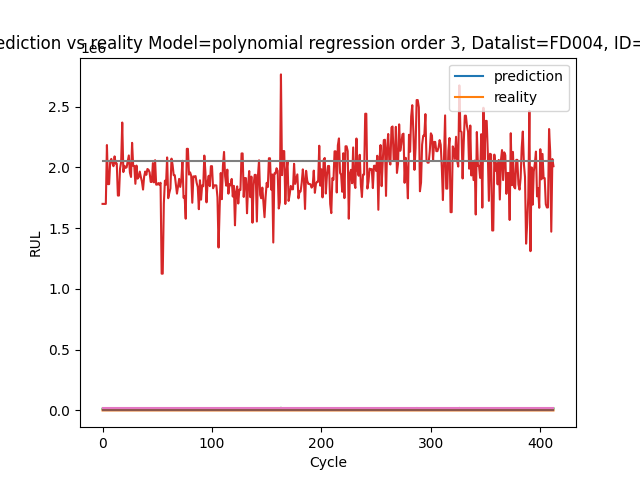 ediction vs reality Model=polynomial regression order 3, Datalist=FD004, ID=
1e6
prediction
reality
2.5
2.0
1.5
1.0
0.5
0.0
RUL
0 100 200 300 400
Cycle